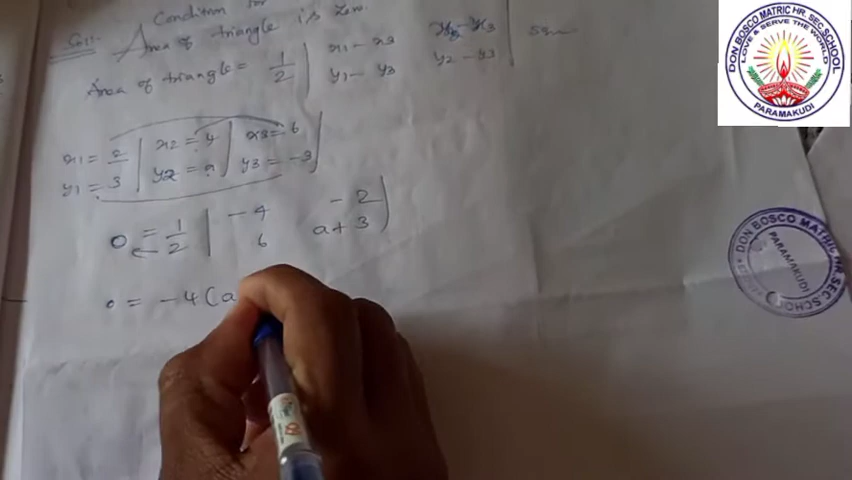 Condition for
Soln:- Area of triangle is Zero.
Area of triangle = 1/2 | x1 - x3 x2 - x3 |
y1 - y3 y2 - y3
x1 = 2 | x2 = 4 | x3 = 6 |
y1 = 3 | y2 = a | y3 = -3 |
0 = 1/2 | -4 -2 |
6 a+3
0 = -4(a
DON BOSCO MATRIC HR. SEC SCHOOL
LOVE & SERVE THE WORLD
PARAMAKUDI
DON BOSCO MATRIC HR. SEC SCHOOL
PARAMAKUDI